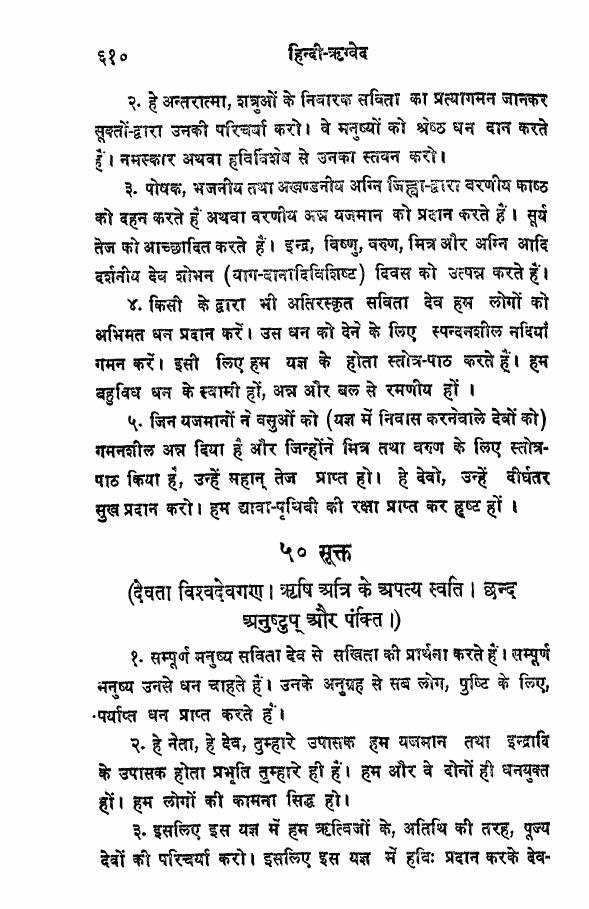 ६१० हिन्दी-ऋग्वेद
२. हे अन्तरात्मा, शत्रुओं के निवारक सविता का प्रत्यागमन जानकर
सूक्तों-द्वारा उनकी परिचर्या करो। वे मनुष्यों को श्रेष्ठ धन दान करते
हैं। नमस्कार अथवा हविर्विशेष से उनका स्तवन करो।
३. पोषक, भजनीय तथा अखण्डनीय अग्नि जिह्वा-द्वारा वरणीय काष्ठ
को दहन करते हैं अथवा वरणीय अन्न यजमान को प्रदान करते हैं। सूर्य
तेज को आच्छादित करते हैं। इन्द्र, विष्णु, वरुण, मित्र और अग्नि आदि
दर्शनीय देव शोभन (याग-दानादिविशिष्ट) दिवस को उत्पन्न करते हैं।
४. किसी के द्वारा भी अतिरस्कृत सविता देव हम लोगों को
अभिमत धन प्रदान करें। उस धन को देने के लिए स्पन्दनशील नदियाँ
गमन करें। इसी लिए हम यज्ञ के होता स्तोत्र-पाठ करते हैं। हम
बहुविध धन के स्वामी हों, अन्न और बल से रमणीय हों।
५. जिन यजमानों ने वसुओं को (यज्ञ में निवास करनेवाले देवों को)
गमनशील अन्न दिया है और जिन्होंने मित्र तथा वरुण के लिए स्तोत्र-
पाठ किया है, उन्हें महान् तेज प्राप्त हो। हे देवो, उन्हें दीर्घतर
सुख प्रदान करो। हम द्यावा-पृथिवी की रक्षा प्राप्त कर हृष्ट हों।
५० सूक्त
(देवता विश्वदेवगण। ऋषि अत्रि के अपत्य स्वति। छन्द
अनुष्टुप् और पंक्ति।)
१. सम्पूर्ण मनुष्य सविता देव से सखिता की प्रार्थना करते हैं। सम्पूर्ण
मनुष्य उनसे धन चाहते हैं। उनके अनुग्रह से सब लोग, पुष्टि के लिए,
पर्याप्त धन प्राप्त करते हैं।
२. हे नेता, हे देव, तुम्हारे उपासक हम यजमान तथा इन्द्रादि
के उपासक होता प्रभृति तुम्हारे ही हैं। हम और वे दोनों ही धनयुक्त
हों। हम लोगों की कामना सिद्ध हो।
३. इसलिए इस यज्ञ में हम ऋत्विजों के, अतिथि की तरह, पूज्य
देवों की परिचर्या करो। इसलिए इस यज्ञ में हविः प्रदान करके देव-